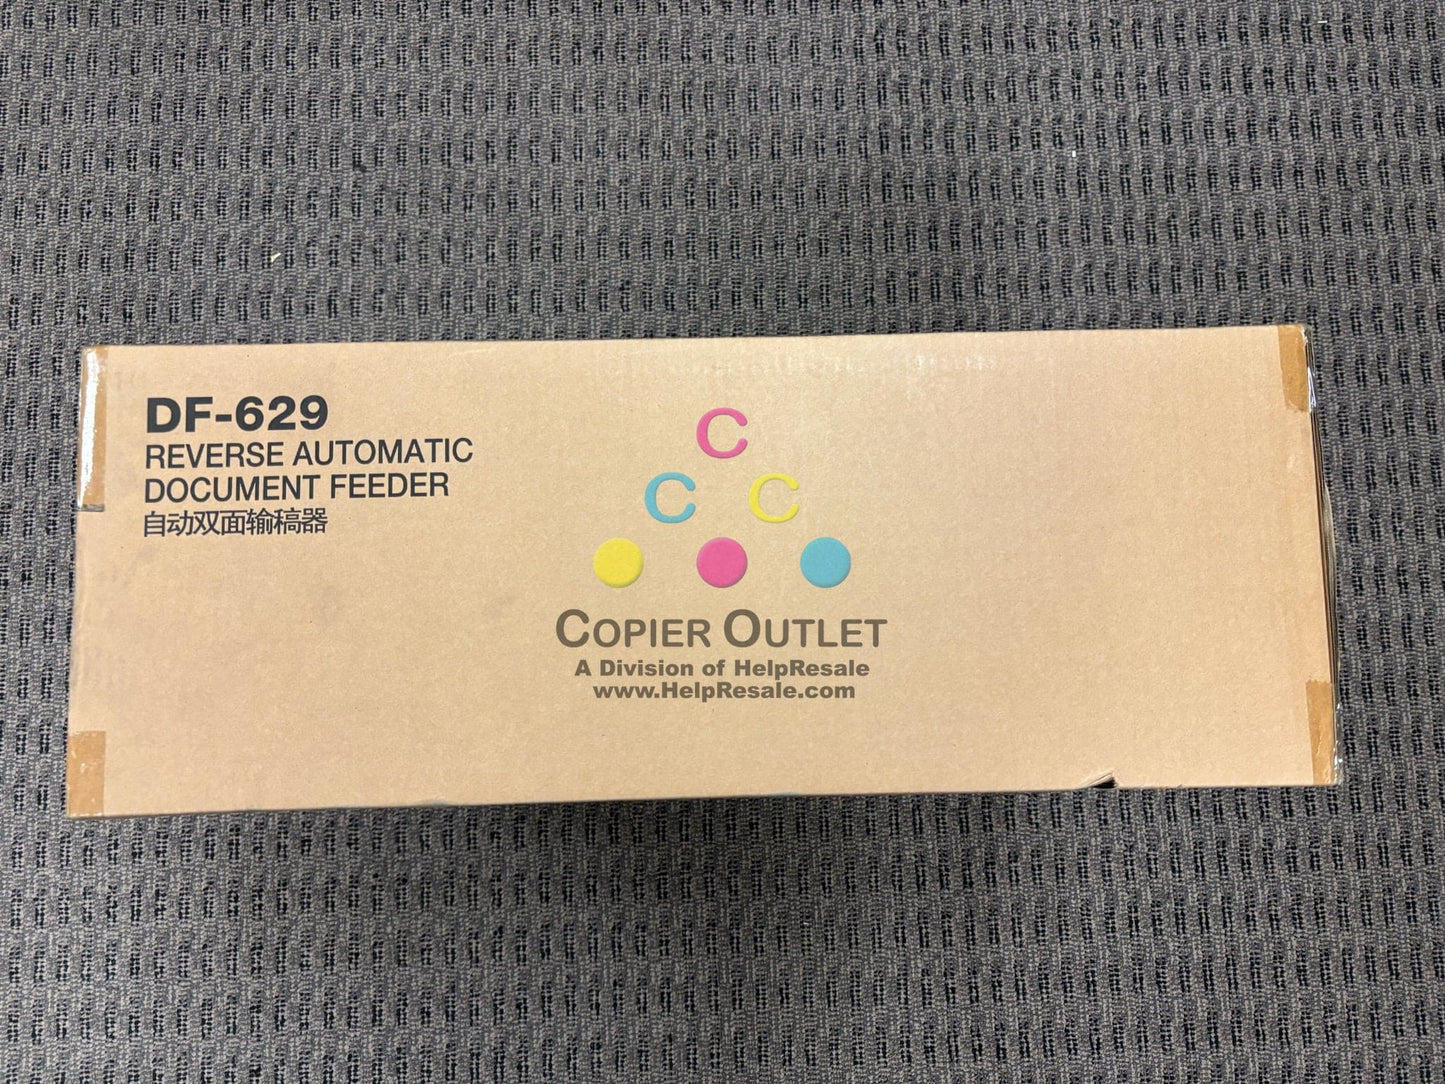 DF-629
REVERSE AUTOMATIC
DOCUMENT FEEDER
自动双面输稿器
C
C C
COPIER OUTLET
A Division of HelpResale
www.HelpResale.com